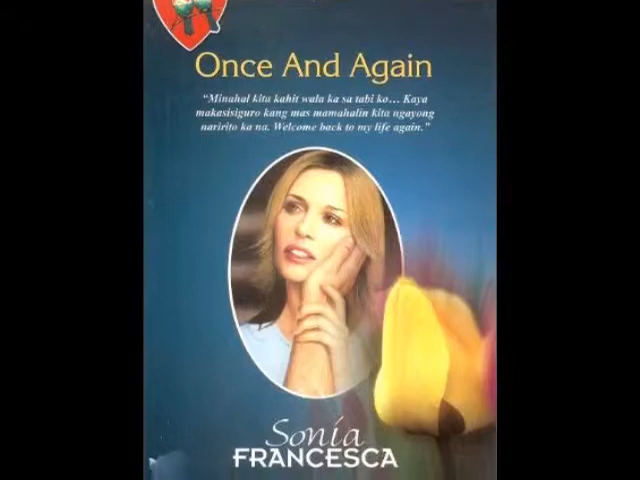 Once And Again
“Minahal kita kahit wala ka sa tabi ko... Kaya
makasisiguro kang mas mamahalin kita ngayong
naririto ka na. Welcome back to my life again.”
Sonia
FRANCESCA